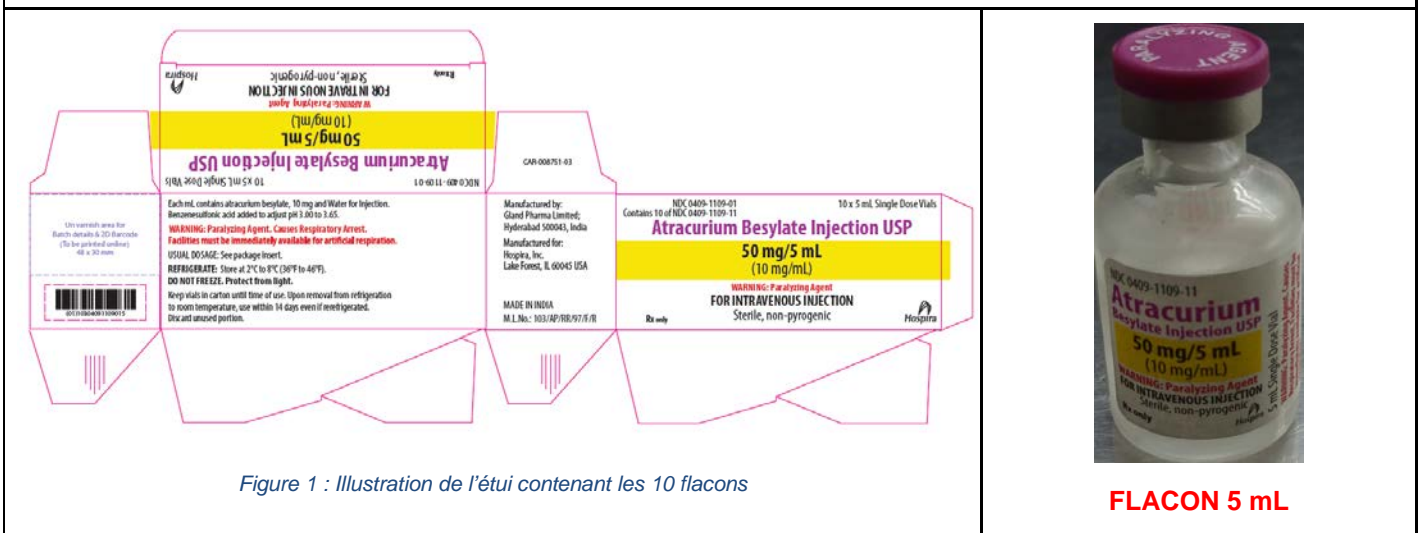 Hospira
Rx only
Sterile, non-pyrogenic
FOR INTRAVENOUS INJECTION
WARNING: Paralyzing Agent
(10 mg/mL)
50 mg/5 mL
Atracurium Besylate Injection USP
10 x 5 mL Single Dose Vials
NDC 0409-1109-01
Un varnish area for
Batch details & 2D Barcode
(To be printed online)
48 x 30 mm
Each mL contains atracurium besylate, 10 mg and Water for Injection.
Benzenesulfonic acid added to adjust pH 3.00 to 3.65.
WARNING: Paralyzing Agent. Causes Respiratory Arrest.
Facilities must be immediately available for artificial respiration.
USUAL DOSAGE: See package insert.
REFRIGERATE: Store at 2°C to 8°C (36°F to 46°F).
DO NOT FREEZE. Protect from light.
Keep vials in carton until time of use. Upon removal from refrigeration
to room temperature, use within 14 days even if rerefrigerated.
Discard unused portion.
CAR-008751-03
Manufactured by:
Gland Pharma Limited;
Hyderabad 500043, India
Manufactured for:
Hospira, Inc.
Lake Forest, IL 60045 USA
MADE IN INDIA
M.L.No.: 103/AP/RR/97/F/R
NDC 0409-1109-01
Contains 10 of NDC 0409-1109-11
10 x 5 mL Single Dose Vials
Atracurium Besylate Injection USP
50 mg/5 mL
(10 mg/mL)
WARNING: Paralyzing Agent
FOR INTRAVENOUS INJECTION
Sterile, non-pyrogenic
Rx only
Hospira
Figure 1 : Illustration de l’étui contenant les 10 flacons
PARALYZING AGENT
NDC 0409-1109-11
Atracurium
Besylate Injection USP
50 mg/5 mL
(10 mg/mL)
WARNING: Paralyzing Agent
FOR INTRAVENOUS INJECTION
Sterile, non-pyrogenic
Rx only
Hospira
5 mL Single Dose Vial
WARNING: Paralyzing Agent. Causes
FLACON 5 mL